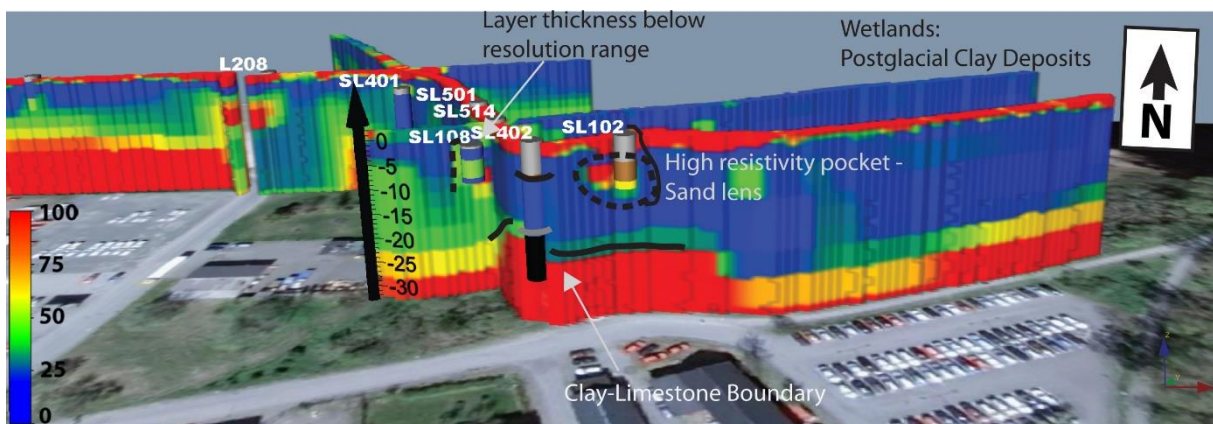 Layer thickness below
resolution range
Wetlands:
Postglacial Clay Deposits
N
L208
SL401
SL501
SL514
SL108
SL402
SL102
High resistivity pocket -
Sand lens
0
-5
-10
-15
-20
-25
-30
100
75
50
25
0
Clay-Limestone Boundary